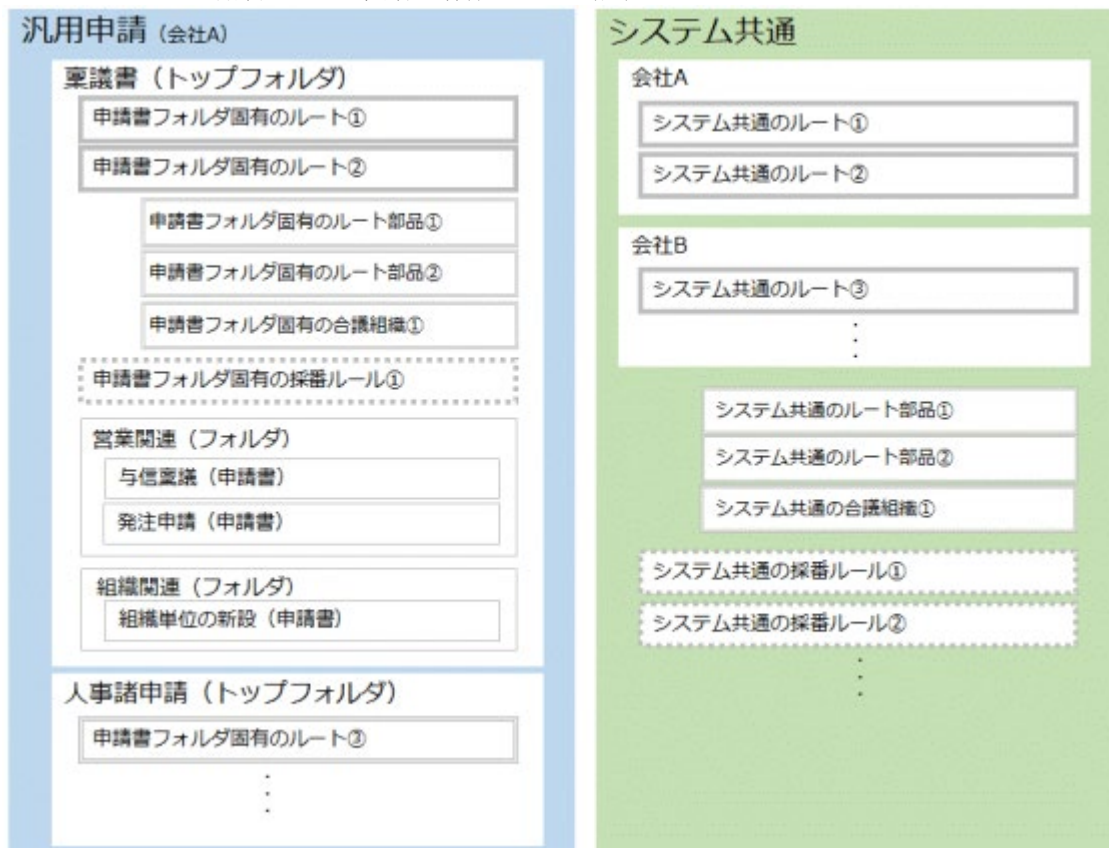 汎用申請（会社A）
稟議書（トップフォルダ）
申請書フォルダ固有のルート①
申請書フォルダ固有のルート②
申請書フォルダ固有のルート部品①
申請書フォルダ固有のルート部品②
申請書フォルダ固有の合議組織①
申請書フォルダ固有の採番ルール①
営業関連（フォルダ）
与信稟議（申請書）
発注申請（申請書）
組織関連（フォルダ）
組織単位の新設（申請書）
人事諸申請（トップフォルダ）
申請書フォルダ固有のルート③
システム共通
会社A
システム共通のルート①
システム共通のルート②
会社B
システム共通のルート③
システム共通のルート部品①
システム共通のルート部品②
システム共通の合議組織①
システム共通の採番ルール①
システム共通の採番ルール②